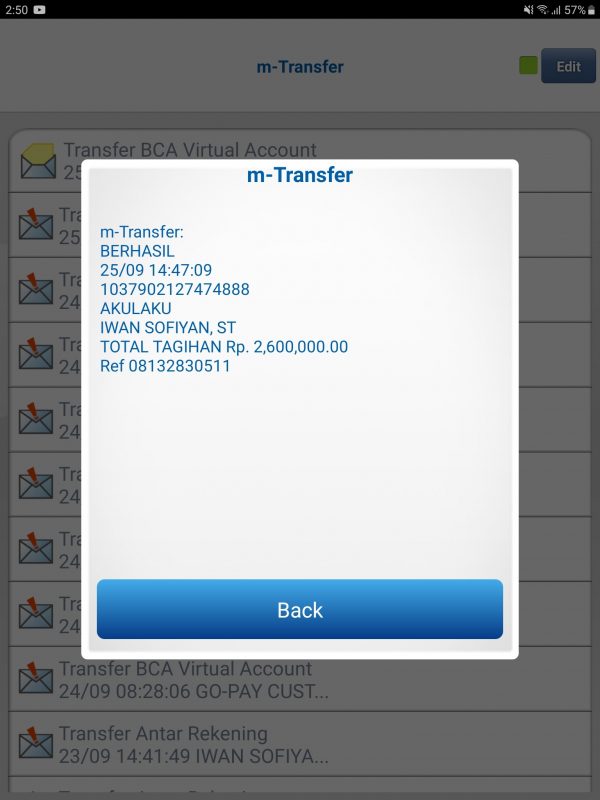 2:50
57%
m-Transfer
Edit
Transfer BCA Virtual Account
25
m-Transfer
m-Transfer:
BERHASIL
25/09 14:47:09
1037902127474888
AKULAKU
IWAN SOFIYAN, ST
TOTAL TAGIHAN Rp. 2,600,000.00
Ref 08132830511
Back
Tra
25
Tra
24
Tra
24
Tra
24
Tra
24
Tra
24
Tra
24
Transfer BCA Virtual Account
24/09 08:28:06 GO-PAY CUST...
Transfer Antar Rekening
23/09 14:41:49 IWAN SOFIYA...